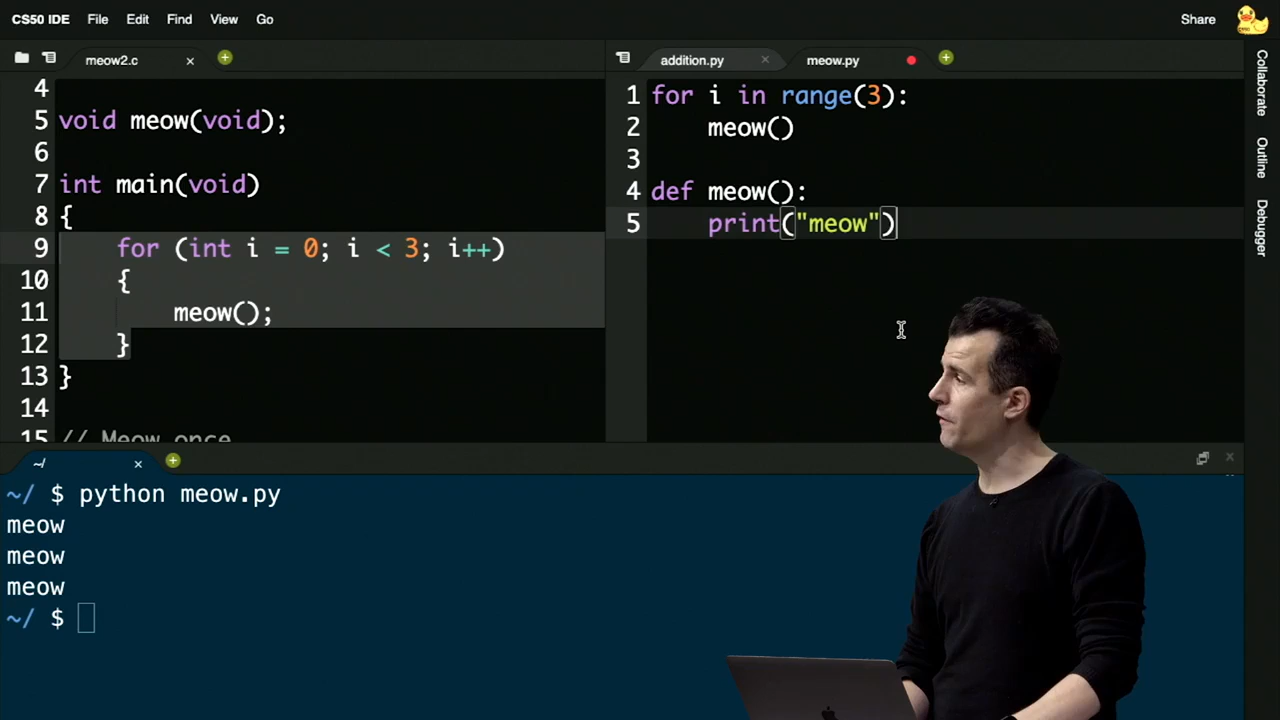 CS50 IDE File Edit Find View Go Share
meow2.c
addition.py meow.py
4
5 void meow(void);
6
7 int main(void)
8 {
9 for (int i = 0; i < 3; i++)
10 {
11 meow();
12 }
13 }
14
15 // Meow once
1 for i in range(3):
2 meow()
3
4 def meow():
5 print("meow")
Collaborate
Outline
Debugger
~/
~/ $ python meow.py
meow
meow
meow
~/ $